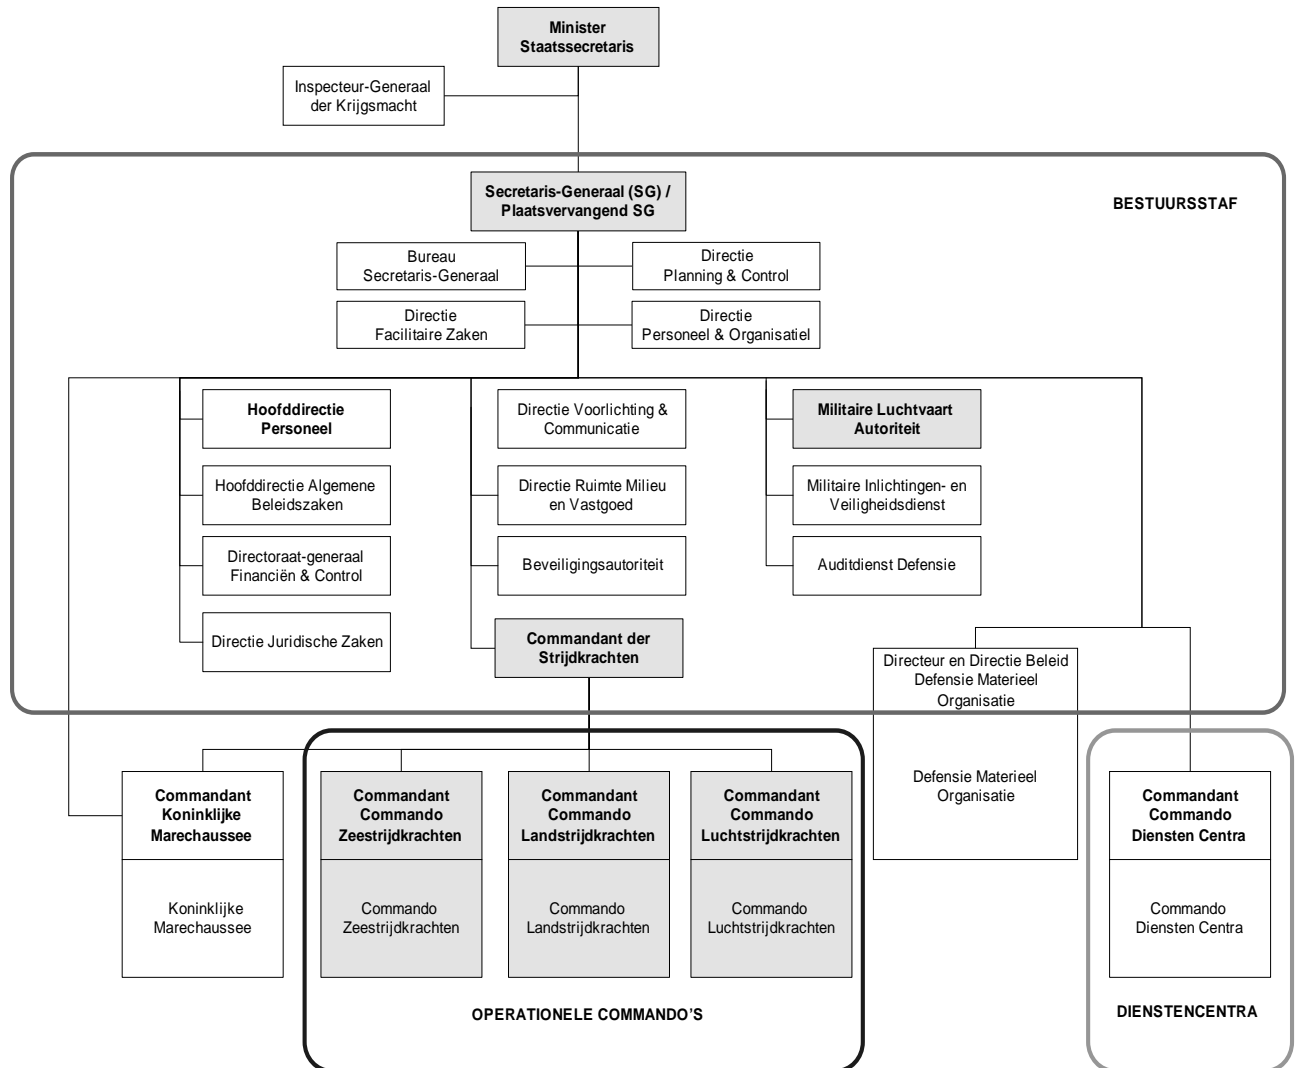 Minister
Staatssecretaris
Inspecteur-Generaal
der Krijgsmacht
Secretaris-Generaal (SG) /
Plaatsvervangend SG
BESTUURSSTAF
Bureau
Secretaris-Generaal
Directie
Planning & Control
Directie
Facilitaire Zaken
Directie
Personeel & Organisatiel
Hoofddirectie
Personeel
Directie Voorlichting &
Communicatie
Militaire Luchtvaart
Autoriteit
Hoofddirectie Algemene
Beleidszaken
Directie Ruimte Milieu
en Vastgoed
Militaire Inlichtingen- en
Veiligheidsdienst
Directoraat-generaal
Financiën & Control
Beveiligingsautoriteit
Auditdienst Defensie
Directie Juridische Zaken
Commandant der
Strijdkrachten
Directeur en Directie Beleid
Defensie Materieel
Organisatie
Defensie Materieel
Organisatie
Commandant
Koninklijke
Marechaussee
Commandant
Commando
Zeestrijdkrachten
Commandant
Commando
Landstrijdkrachten
Commandant
Commando
Luchtstrijdkrachten
Commandant
Commando
Diensten Centra
Koninklijke
Marechaussee
Commando
Zeestrijdkrachten
Commando
Landstrijdkrachten
Commando
Luchtstrijdkrachten
Commando
Diensten Centra
OPERATIONELE COMMANDO'S
DIENSTENCENTRA